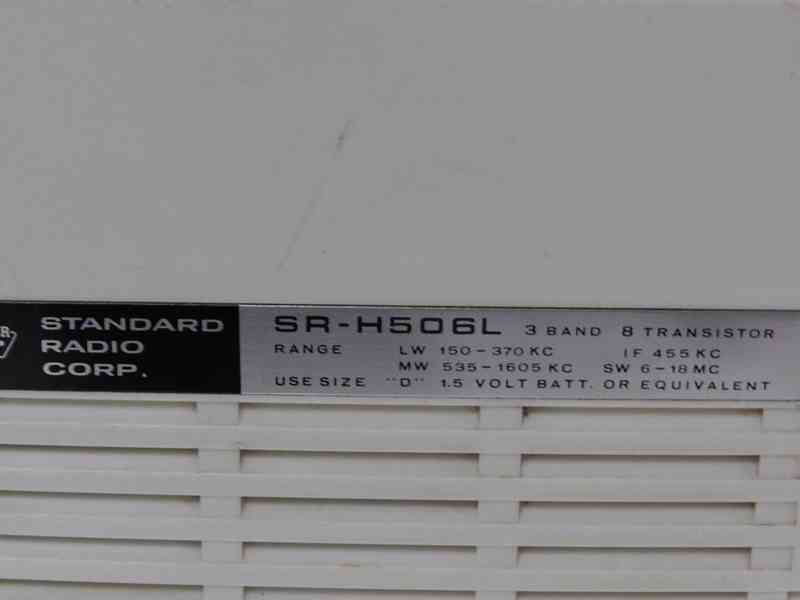 STANDARD
RADIO
CORP.
SR-H506L 3 BAND 8 TRANSISTOR
RANGE LW 150-370 KC IF 455 KC
MW 535-1605 KC SW 6-18 MC
USE SIZE "D" 1.5 VOLT BATT. OR EQUIVALENT